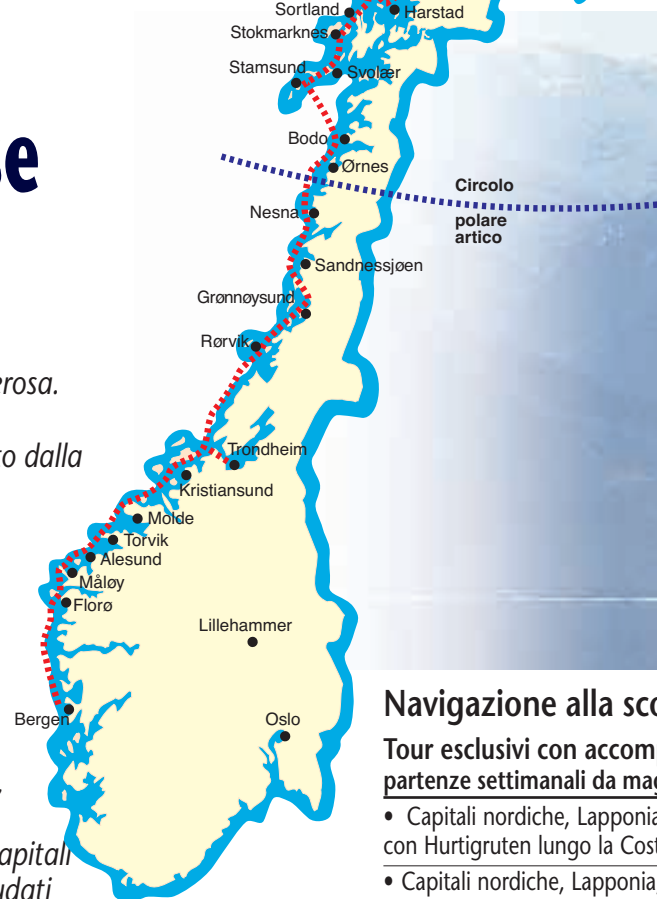 Sortland
Harstad
Stokmarknes
Stamsund
Svolær
Bodo
Ørnes
Circolo
polare
artico
Nesna
Sandnessjøen
Grønnøysund
Rørvik
Trondheim
Kristiansund
Molde
Torvik
Alesund
Måløy
Florø
Lillehammer
Bergen
Oslo
se
erosa.
o dalla
apitali
udati
Navigazione alla sco
Tour esclusivi con accom
partenze settimanali da mag
• Capitali nordiche, Lapponia
con Hurtigruten lungo la Cost
• Capitali nordiche, Lapponia,